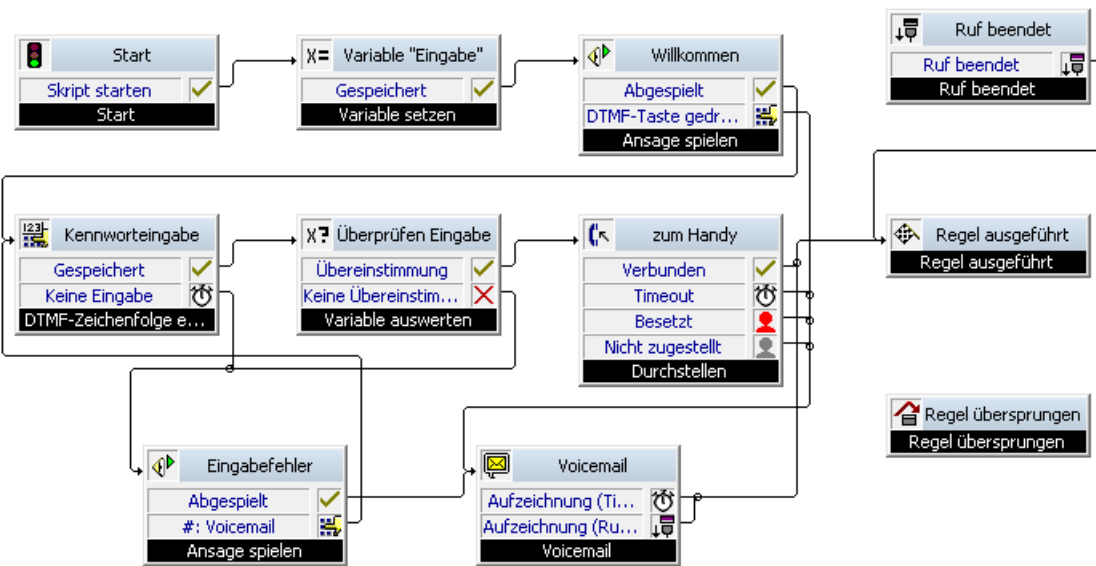 Start
Skript starten
Start
X= Variable "Eingabe"
Gespeichert
Variable setzen
Willkommen
Abgespielt
DTMF-Taste gedr...
Ansage spielen
Ruf beendet
Ruf beendet
Ruf beendet
123 Kennworteingabe
Gespeichert
Keine Eingabe
DTMF-Zeichenfolge e...
X? Überprüfen Eingabe
Übereinstimmung
Keine Übereinstim...
Variable auswerten
zum Handy
Verbunden
Timeout
Besetzt
Nicht zugestellt
Durchstellen
Regel ausgeführt
Regel ausgeführt
Regel übersprungen
Regel übersprungen
Eingabefehler
Abgespielt
#: Voicemail
Ansage spielen
Voicemail
Aufzeichnung (Ti...
Aufzeichnung (Ru...
Voicemail